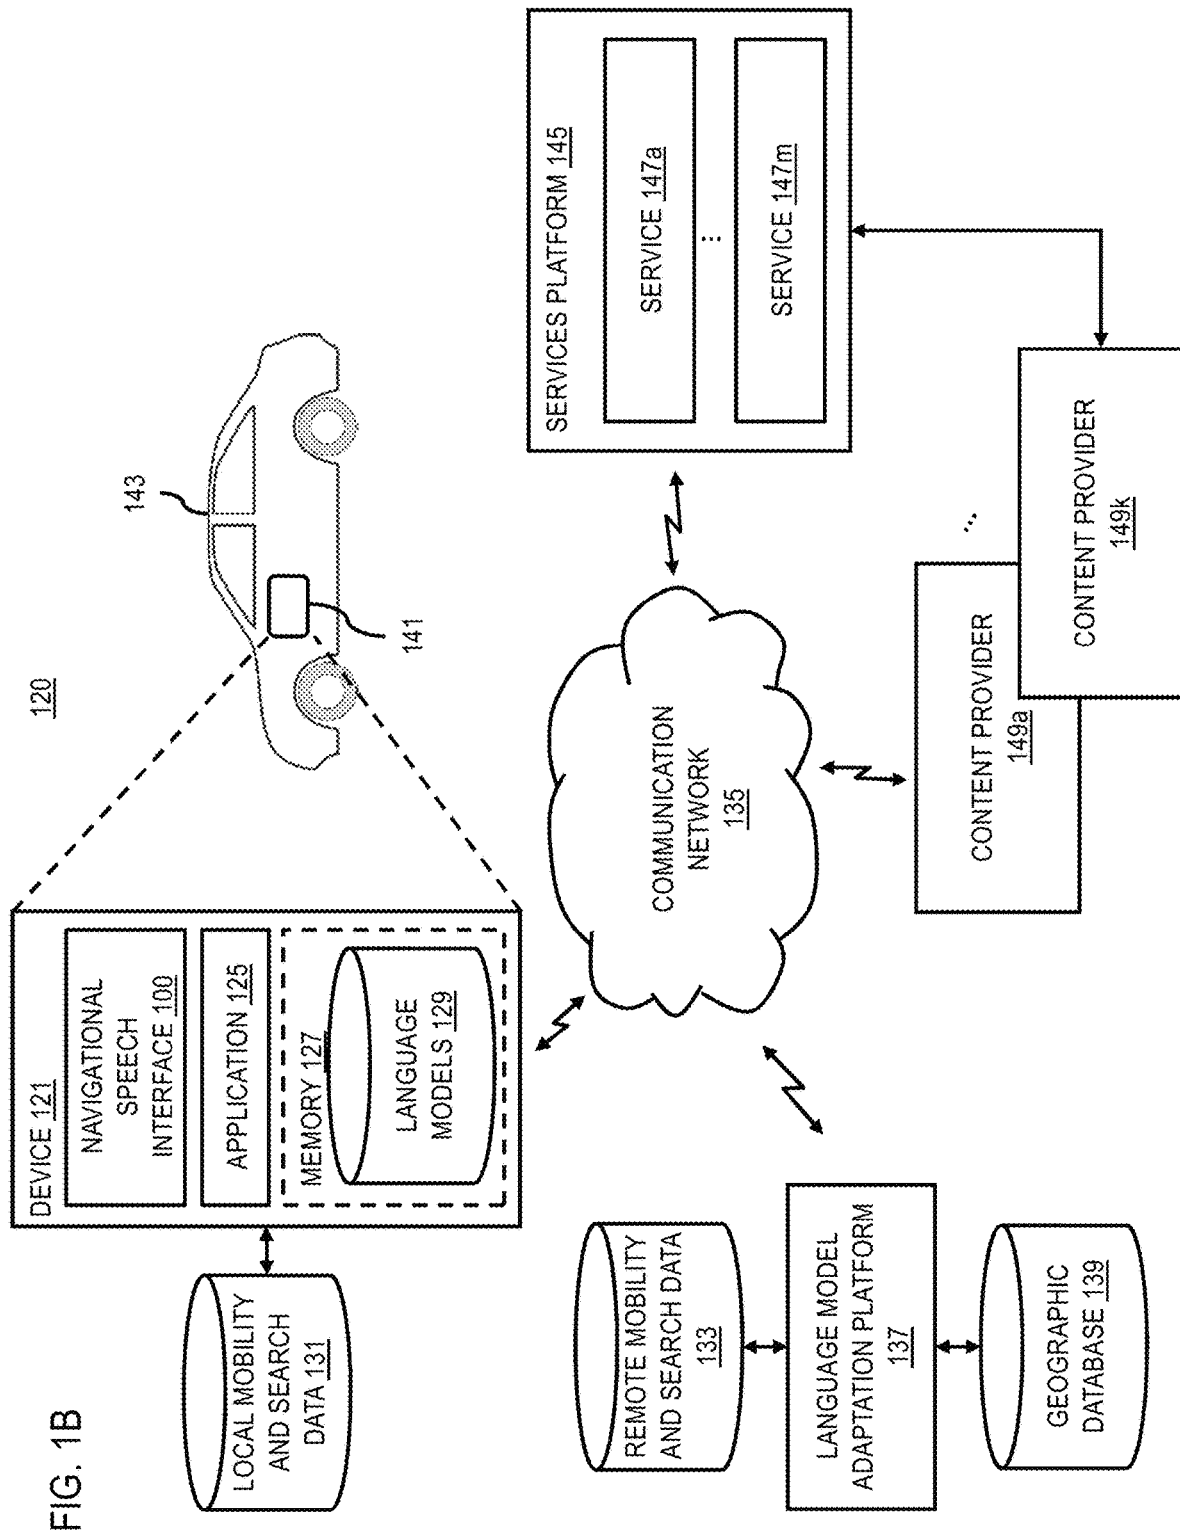 FIG. 1B
120
DEVICE 121
NAVIGATIONAL
SPEECH
INTERFACE 100
APPLICATION 125
MEMORY 127
LANGUAGE
MODELS 129
LOCAL MOBILITY
AND SEARCH
DATA 131
143
141
REMOTE MOBILITY
AND SEARCH DATA
133
LANGUAGE MODEL
ADAPTATION PLATFORM
137
GEOGRAPHIC
DATABASE 139
COMMUNICATION
NETWORK
135
SERVICES PLATFORM 145
SERVICE 147a
...
SERVICE 147m
CONTENT PROVIDER
149a
...
CONTENT PROVIDER
149k